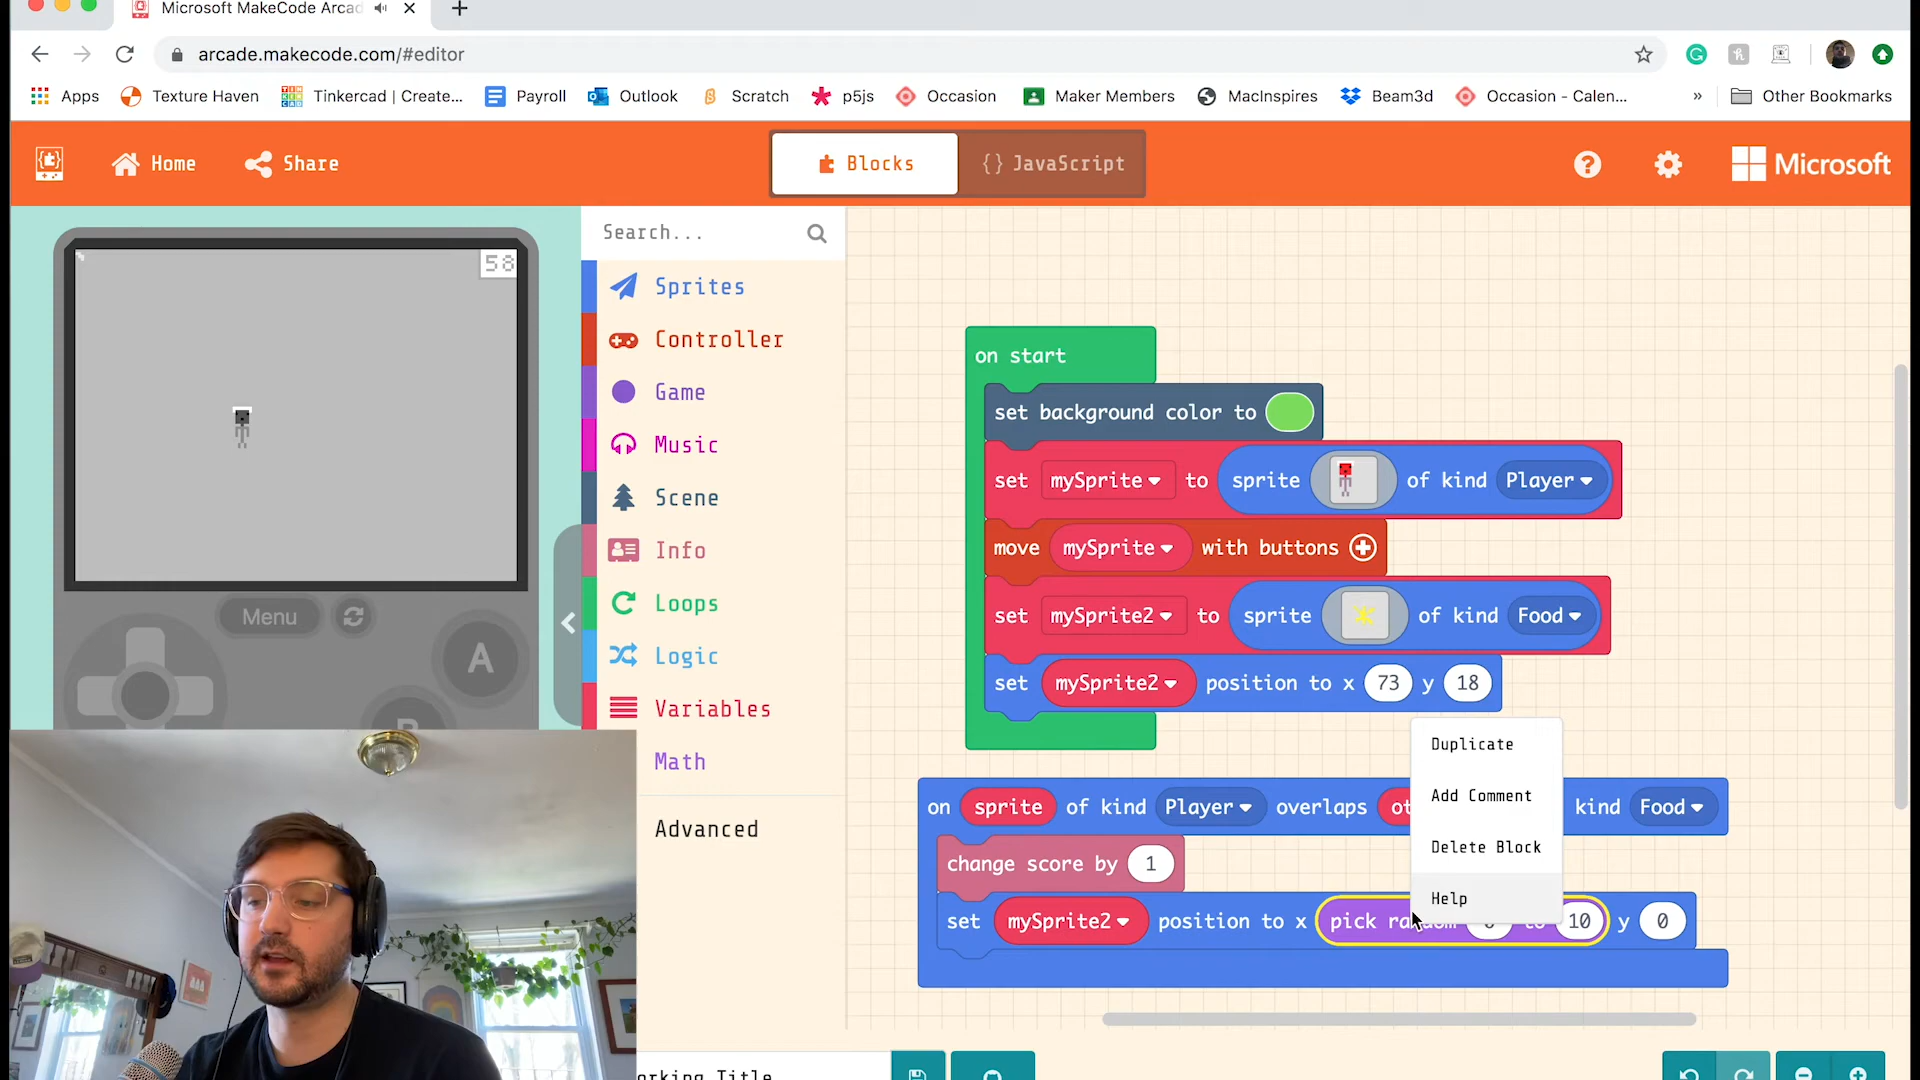 Microsoft MakeCode Arcad
arcade.makecode.com/#editor
Apps Texture Haven Tinkercad | Create... Payroll Outlook Scratch p5js Occasion Maker Members MacInspires Beam3d Occasion - Calen... » Other Bookmarks
Home Share Blocks {} JavaScript ? Microsoft
58
Menu
A
B
Search...
Sprites
Controller
Game
Music
Scene
Info
Loops
Logic
Variables
Math
Advanced
on start
set background color to
set mySprite to sprite of kind Player
move mySprite with buttons
set mySprite2 to sprite of kind Food
set mySprite2 position to x 73 y 18
Duplicate
Add Comment
Delete Block
Help
on sprite of kind Player overlaps kind Food
change score by 1
set mySprite2 position to x pick to 10 y 0
Title